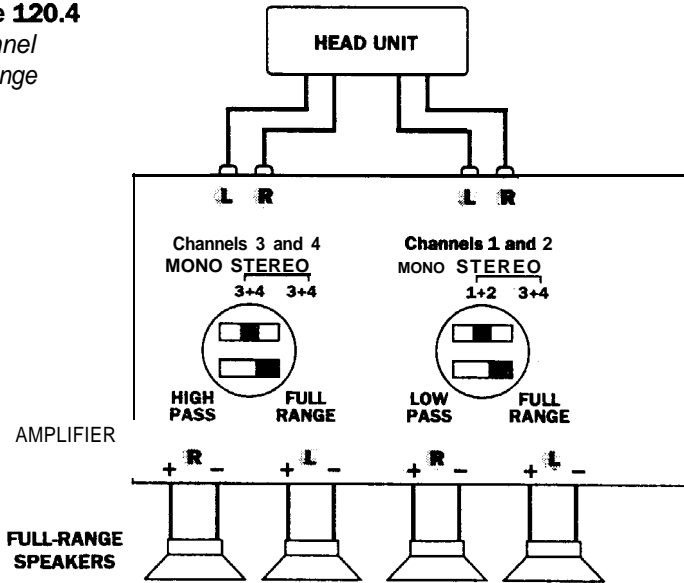 e 120.4
nnel
nge
HEAD UNIT
L R L R
Channels 3 and 4
MONO STEREO
3+4 3+4
Channels 1 and 2
MONO STEREO
1+2 3+4
HIGH PASS
FULL RANGE
LOW PASS
FULL RANGE
AMPLIFIER
+ R - + L - + R - + L -
FULL-RANGE
SPEAKERS